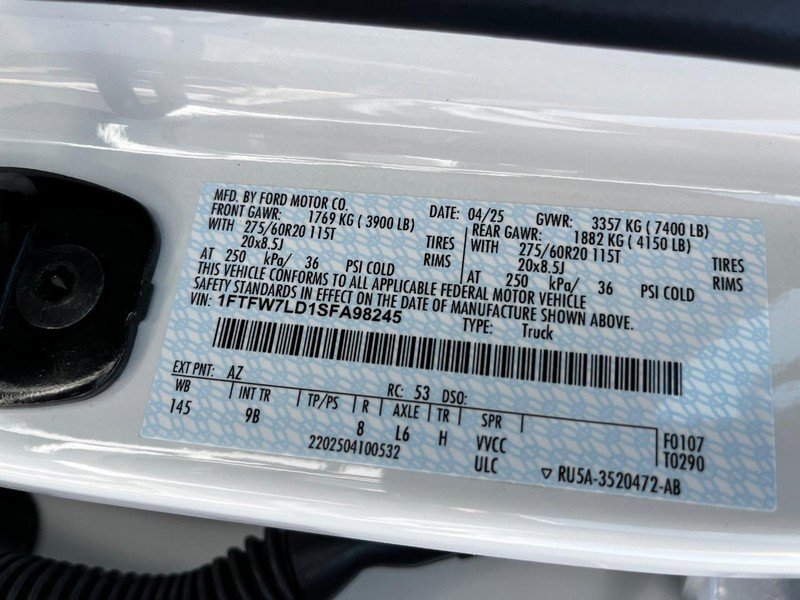 MFD. BY FORD MOTOR CO.
DATE: 04/25 GVWR: 3357 KG ( 7400 LB)
FRONT GAWR: 1769 KG ( 3900 LB)
WITH 275/60R20 115T TIRES
20x8.5J RIMS
AT 250 kPa/ 36 PSI COLD
REAR GAWR: 1882 KG ( 4150 LB)
WITH 275/60R20 115T TIRES
20x8.5J RIMS
AT 250 kPa/ 36 PSI COLD
THIS VEHICLE CONFORMS TO ALL APPLICABLE FEDERAL MOTOR VEHICLE
SAFETY STANDARDS IN EFFECT ON THE DATE OF MANUFACTURE SHOWN ABOVE.
VIN: 1FTFW7LD1SFA98245
TYPE: Truck
EXT PNT: AZ RC: 53 DSO:
WB INT TR TP/PS R AXLE TR SPR
145 9B 8 L6 H VVCC
ULC
2202504100532
F0107
T0290
▽ RU5A-3520472-AB